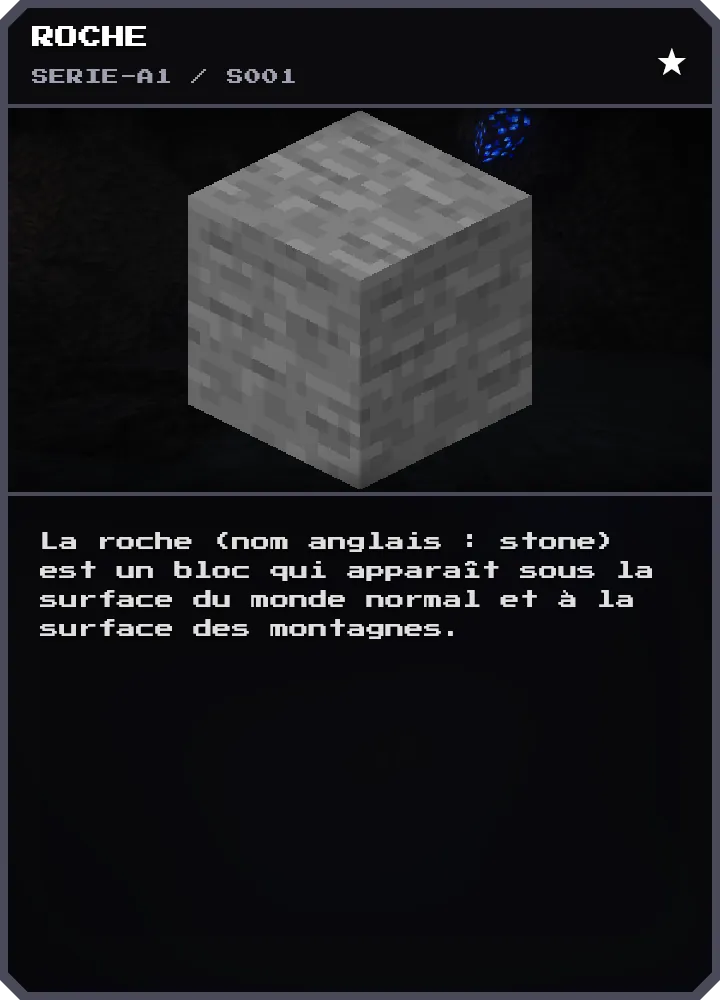 ROCHE
SERIE-A1 / S001
La roche (nom anglais : stone)
est un bloc qui apparaît sous la
surface du monde normal et à la
surface des montagnes.